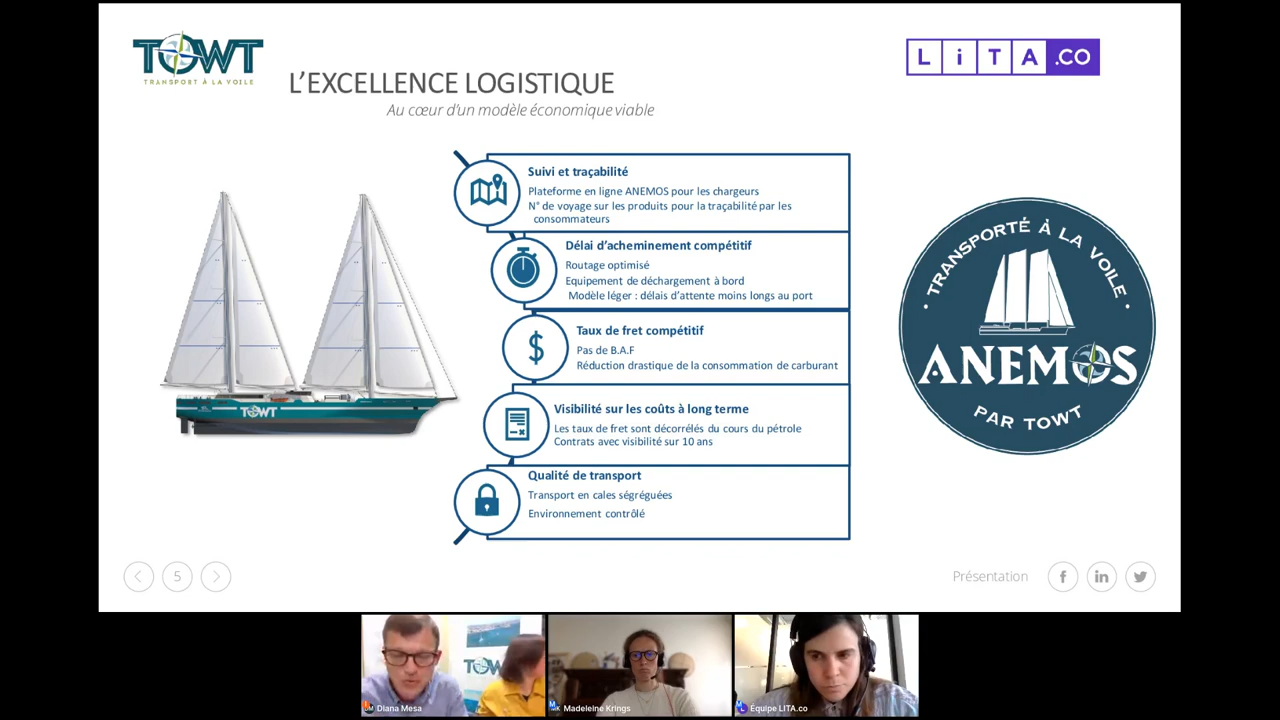 TOWT
TRANSPORT À LA VOILE
LiTA.CO
L'EXCELLENCE LOGISTIQUE
Au cœur d'un modèle économique viable
Suivi et traçabilité
Plateforme en ligne ANEMOS pour les chargeurs
N° de voyage sur les produits pour la traçabilité par les
consommateurs
Délai d'acheminement compétitif
Routage optimisé
Equipement de déchargement à bord
Modèle léger : délais d'attente moins longs au port
$
Taux de fret compétitif
Pas de B.A.F
Réduction drastique de la consommation de carburant
Visibilité sur les coûts à long terme
Les taux de fret sont décorrélés du cours du pétrole
Contrats avec visibilité sur 10 ans
Qualité de transport
Transport en cales ségréguées
Environnement contrôlé
TOWT
• TRANSPORTÉ À LA VOILE •
ANEMOS
PAR TOWT
5
Présentation
f in
TOWT
Diana Mesa
Madeleine Krings
Équipe LITA.co